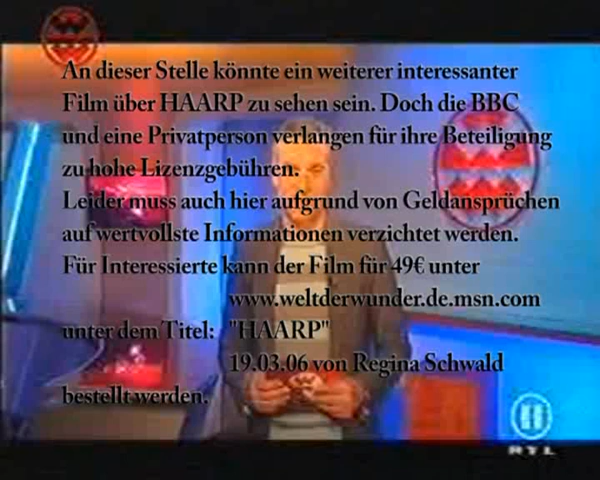 An dieser Stelle könnte ein weiterer interessanter
Film über HAARP zu sehen sein. Doch die BBC
und eine Privatperson verlangen für ihre Beteiligung
zu hohe Lizenzgebühren.
Leider muss auch hier aufgrund von Geldansprüchen
auf wertvollste Informationen verzichtet werden.
Für Interessierte kann der Film für 49€ unter
www.weltderwunder.de.msn.com
unter dem Titel: "HAARP"
19.03.06 von Regina Schwald
bestellt werden.
II
RTL